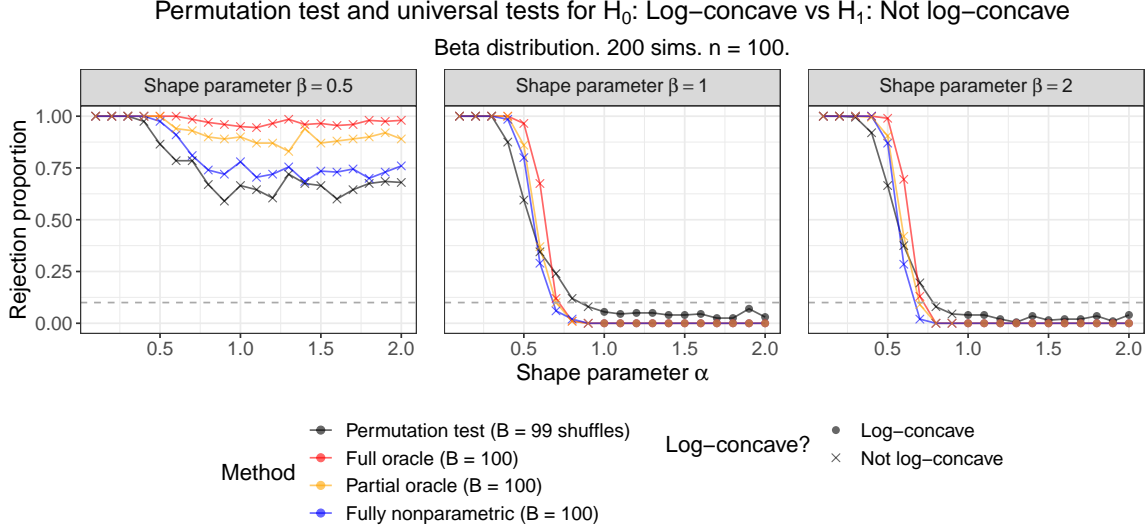 Permutation test and universal tests for H₀: Log−concave vs H₁: Not log−concave
Beta distribution. 200 sims. n = 100.
Shape parameter β = 0.5
Shape parameter β = 1
Shape parameter β = 2
Rejection proportion
1.00
0.75
0.50
0.25
0.00
0.5 1.0 1.5 2.0
0.5 1.0 1.5 2.0
0.5 1.0 1.5 2.0
Shape parameter α
Method
Permutation test (B = 99 shuffles)
Full oracle (B = 100)
Partial oracle (B = 100)
Fully nonparametric (B = 100)
Log−concave?
Log−concave
Not log−concave